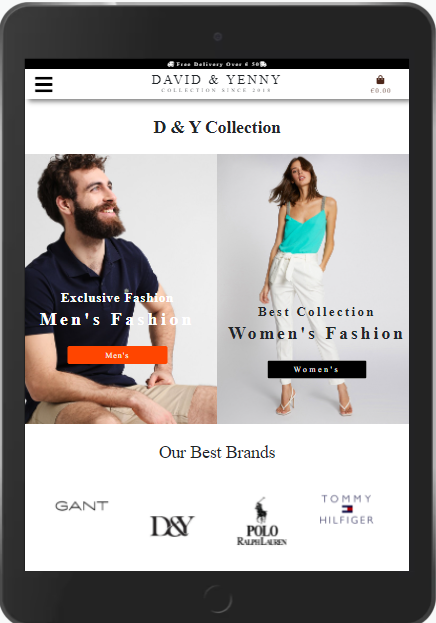 Free Delivery Over € 50
DAVID & YENNY
COLLECTION SINCE 2018
£0.00
D & Y Collection
Exclusive Fashion
Men's Fashion
Men's
Best Collection
Women's Fashion
Women's
Our Best Brands
GANT
D&Y
POLO
RALPH LAUREN
TOMMY
HILFIGER